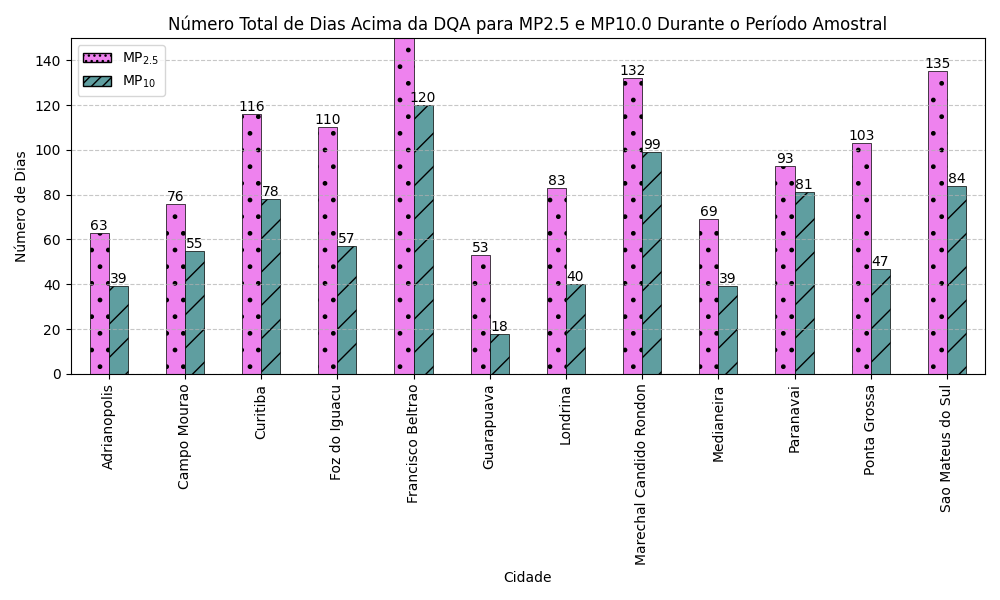 Número Total de Dias Acima da DQA para MP2.5 e MP10.0 Durante o Período Amostral
MP2.5
MP10
Número de Dias
140
120
100
80
60
40
20
0
63
39
76
55
116
78
110
57
120
53
18
83
40
132
99
69
39
93
81
103
47
135
84
Adrianopolis
Campo Mourao
Curitiba
Foz do Iguacu
Francisco Beltrao
Guarapuava
Londrina
Marechal Candido Rondon
Medianeira
Paranavai
Ponta Grossa
Sao Mateus do Sul
Cidade